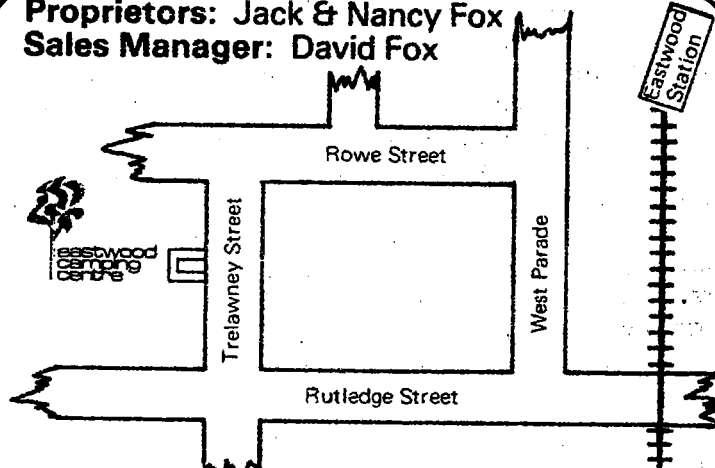 Proprietors: Jack & Nancy Fox
Sales Manager: David Fox
Eastwood
Station
Rowe Street
Trelawney Street
West Parade
eastwood
camping
centre
Rutledge Street